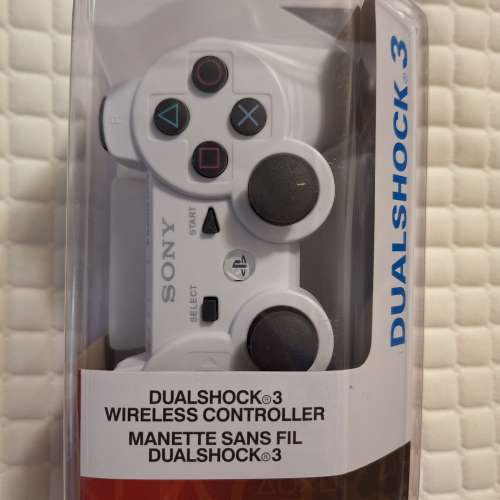 DUALSHOCK®3
SONY
START
SELECT
DUALSHOCK®3
WIRELESS CONTROLLER
MANETTE SANS FIL
DUALSHOCK®3